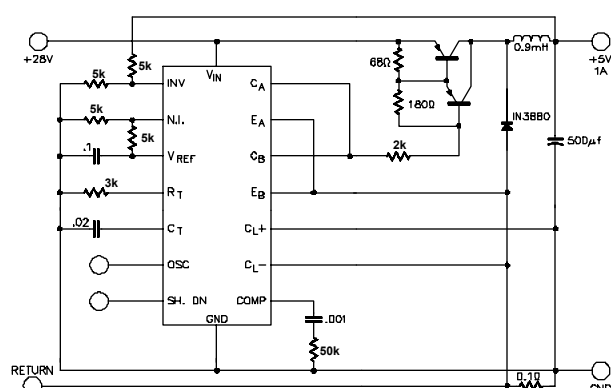 +28V
5k
5k
5k
5k
.1
3k
.02
INV
N.I.
VREF
RT
CT
OSC
SH. DN
VIN
GND
CA
EA
CB
EB
CL+
CL-
COMP
.001
50k
2k
68Ω
180Ω
0.9mH
+5V
1A
IN3880
500µf
RETURN
0.1Ω
GND